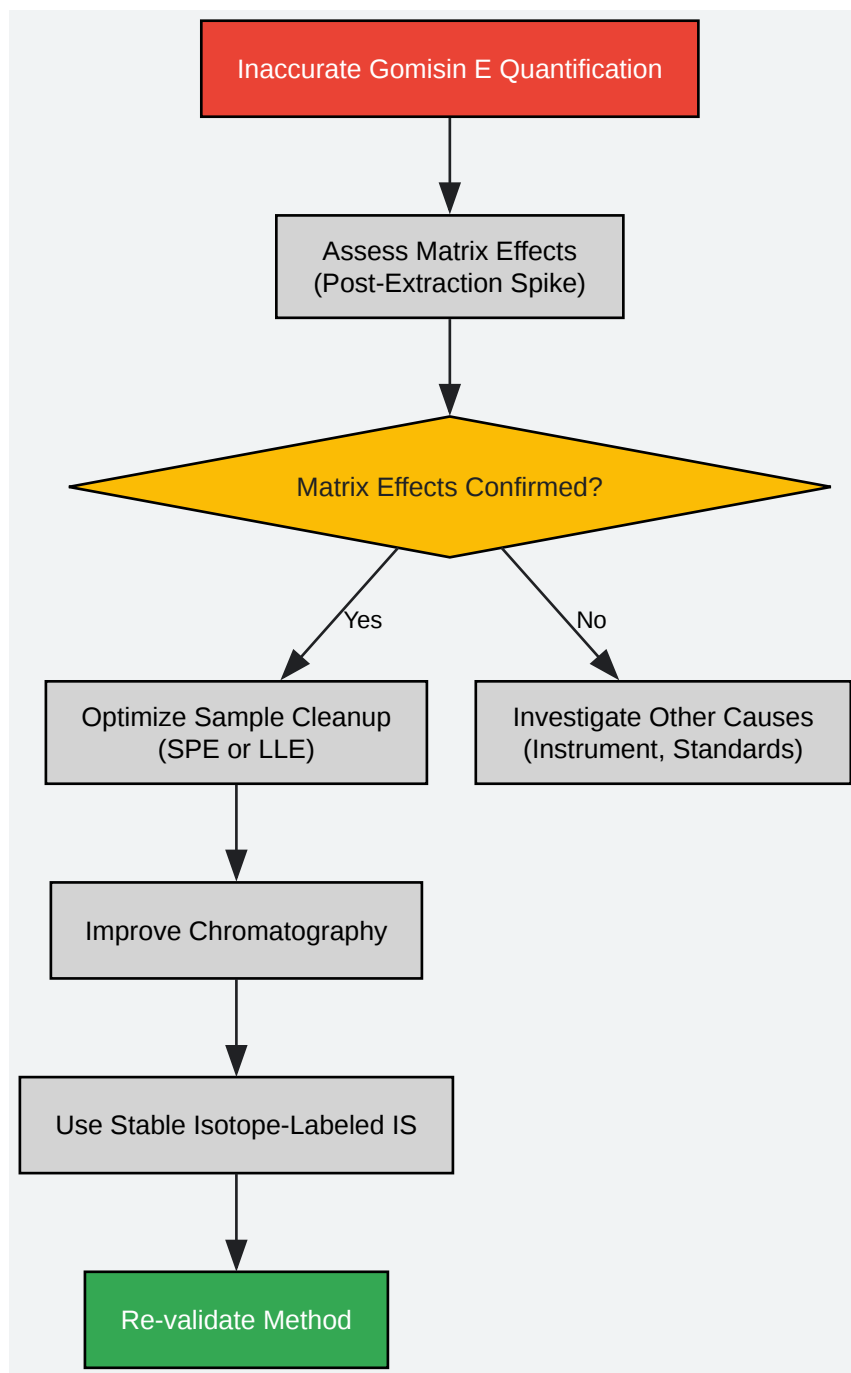 Inaccurate Gomisin E Quantification
Assess Matrix Effects
(Post-Extraction Spike)
Matrix Effects Confirmed?
Yes
No
Optimize Sample Cleanup
(SPE or LLE)
Investigate Other Causes
(Instrument, Standards)
Improve Chromatography
Use Stable Isotope-Labeled IS
Re-validate Method